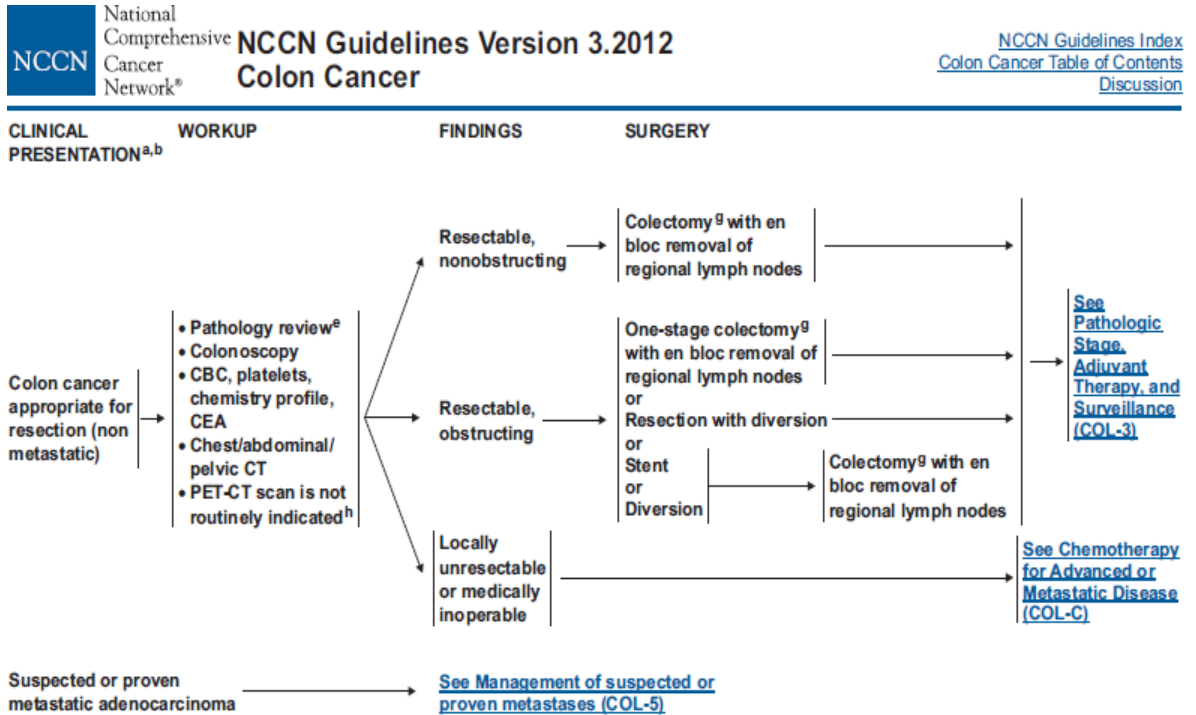 National
Comprehensive
Cancer
Network®
NCCN
NCCN Guidelines Version 3.2012
Colon Cancer
NCCN Guidelines Index
Colon Cancer Table of Contents
Discussion
CLINICAL
PRESENTATIONa,b
WORKUP
FINDINGS
SURGERY
Colon cancer
appropriate for
resection (non
metastatic)
• Pathology reviewe
• Colonoscopy
• CBC, platelets,
chemistry profile,
CEA
• Chest/abdominal/
pelvic CT
• PET-CT scan is not
routinely indicatedh
Resectable,
nonobstructing
Colectomyg with en
bloc removal of
regional lymph nodes
Resectable,
obstructing
One-stage colectomyg
with en bloc removal of
regional lymph nodes
or
Resection with diversion
or
Stent
or
Diversion
Colectomyg with en
bloc removal of
regional lymph nodes
See
Pathologic
Stage,
Adjuvant
Therapy, and
Surveillance
(COL-3)
Locally
unresectable
or medically
inoperable
See Chemotherapy
for Advanced or
Metastatic Disease
(COL-C)
Suspected or proven
metastatic adenocarcinoma
See Management of suspected or
proven metastases (COL-5)